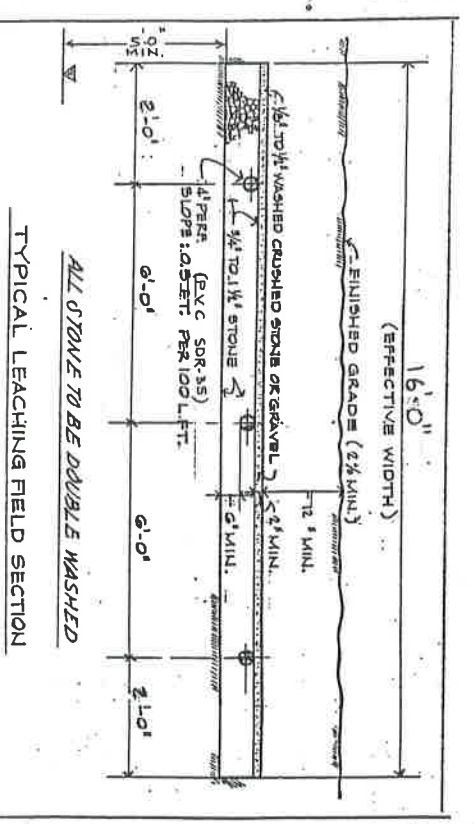 16'-0"
(EFFECTIVE WIDTH)
FINISHED GRADE (2% MIN.)
12" MIN.
1/8" TO 1/2" WASHED CRUSHED STONE OR GRAVEL
2" MIN.
6" MIN.
3/4" TO 1 1/2" STONE
4" PERF. (P.V.C. SDR-35)
SLOPE: 0.5 FT. PER 100 L.FT.
5'-0"
MIN.
2'-0"
6'-0"
6'-0"
2'-0"
ALL STONE TO BE DOUBLE WASHED
TYPICAL LEACHING FIELD SECTION